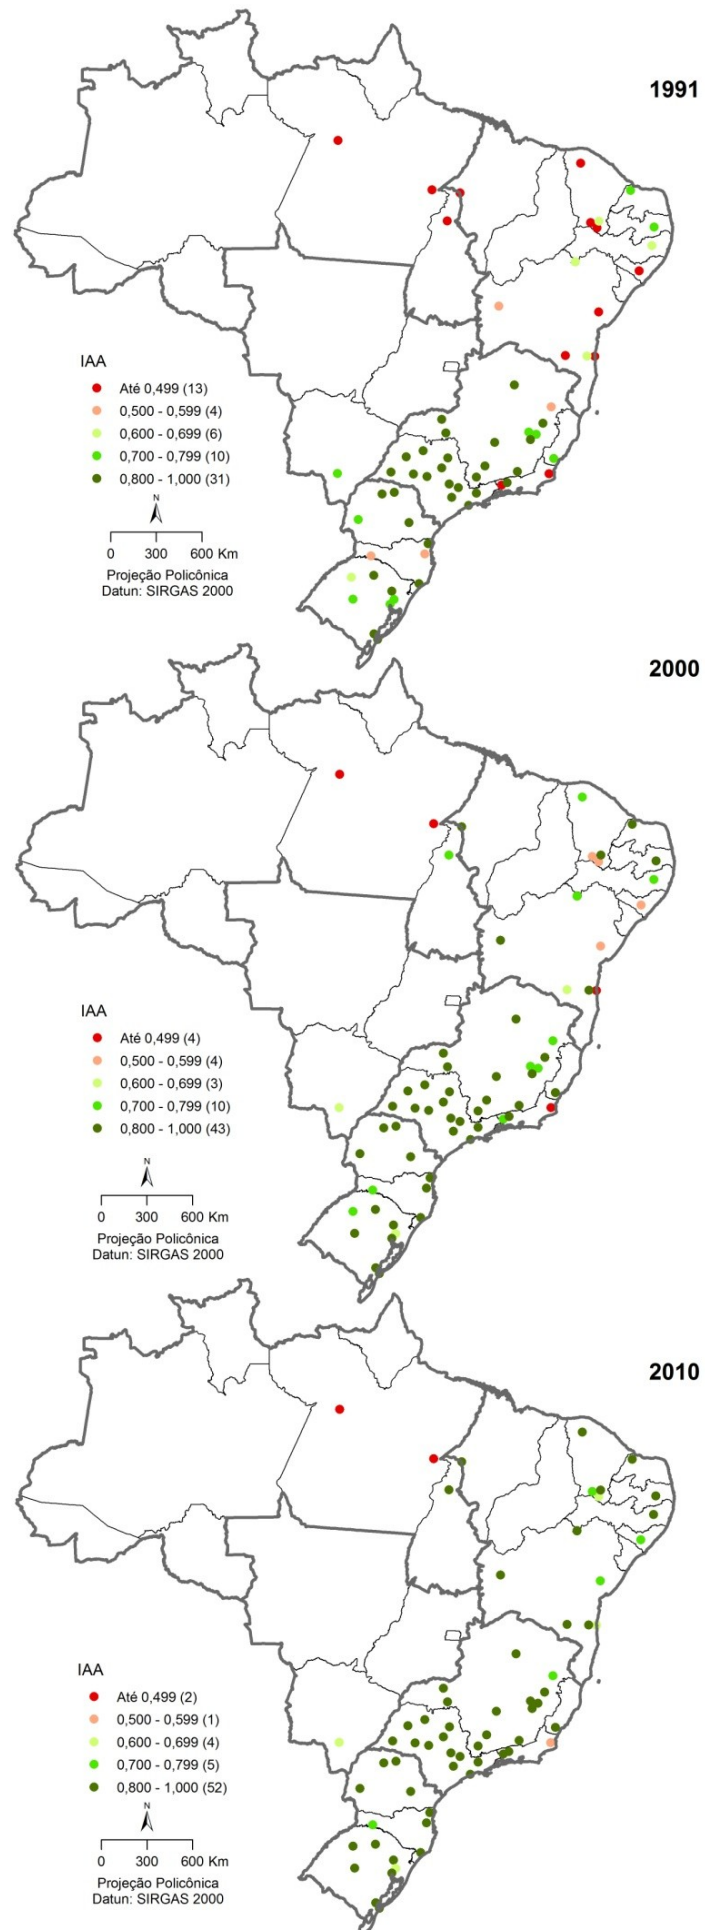 1991
IAA
Até 0,499 (13)
0,500 - 0,599 (4)
0,600 - 0,699 (6)
0,700 - 0,799 (10)
0,800 - 1,000 (31)
N
0 300 600 Km
Projeção Policônica
Datun: SIRGAS 2000
2000
IAA
Até 0,499 (4)
0,500 - 0,599 (4)
0,600 - 0,699 (3)
0,700 - 0,799 (10)
0,800 - 1,000 (43)
N
0 300 600 Km
Projeção Policônica
Datun: SIRGAS 2000
2010
IAA
Até 0,499 (2)
0,500 - 0,599 (1)
0,600 - 0,699 (4)
0,700 - 0,799 (5)
0,800 - 1,000 (52)
N
0 300 600 Km
Projeção Policônica
Datun: SIRGAS 2000